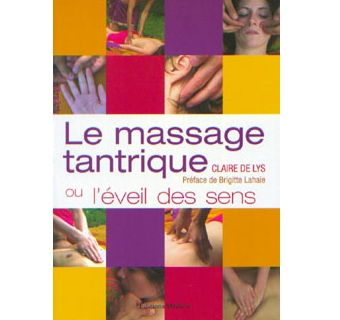 Le massage
tantrique
CLAIRE DE LYS
Préface de Brigitte Lahaie
ou l'éveil des sens